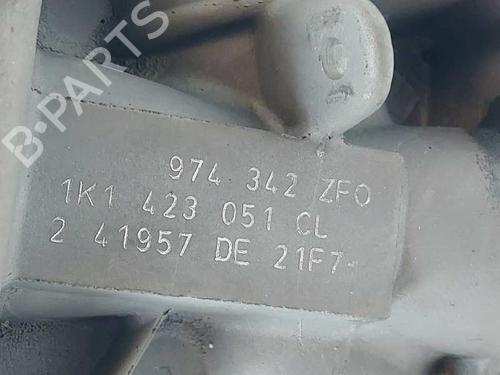 B-PARTS
974 342 ZFO
1K1 423 051 CL
2 41957 DE 21F7-